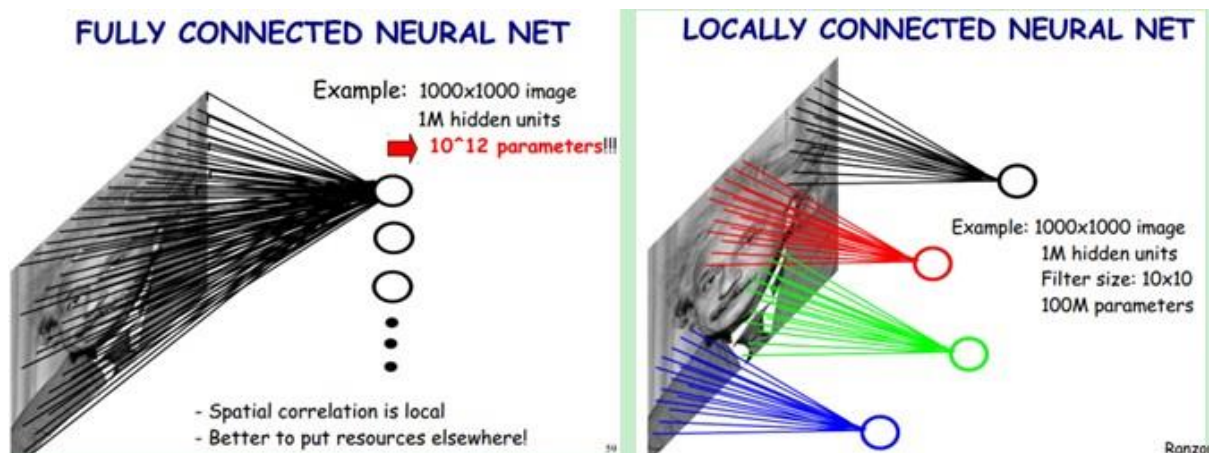 FULLY CONNECTED NEURAL NET
Example: 1000x1000 image
1M hidden units
10^12 parameters!!!
- Spatial correlation is local
- Better to put resources elsewhere!
59
LOCALLY CONNECTED NEURAL NET
Example: 1000x1000 image
1M hidden units
Filter size: 10x10
100M parameters